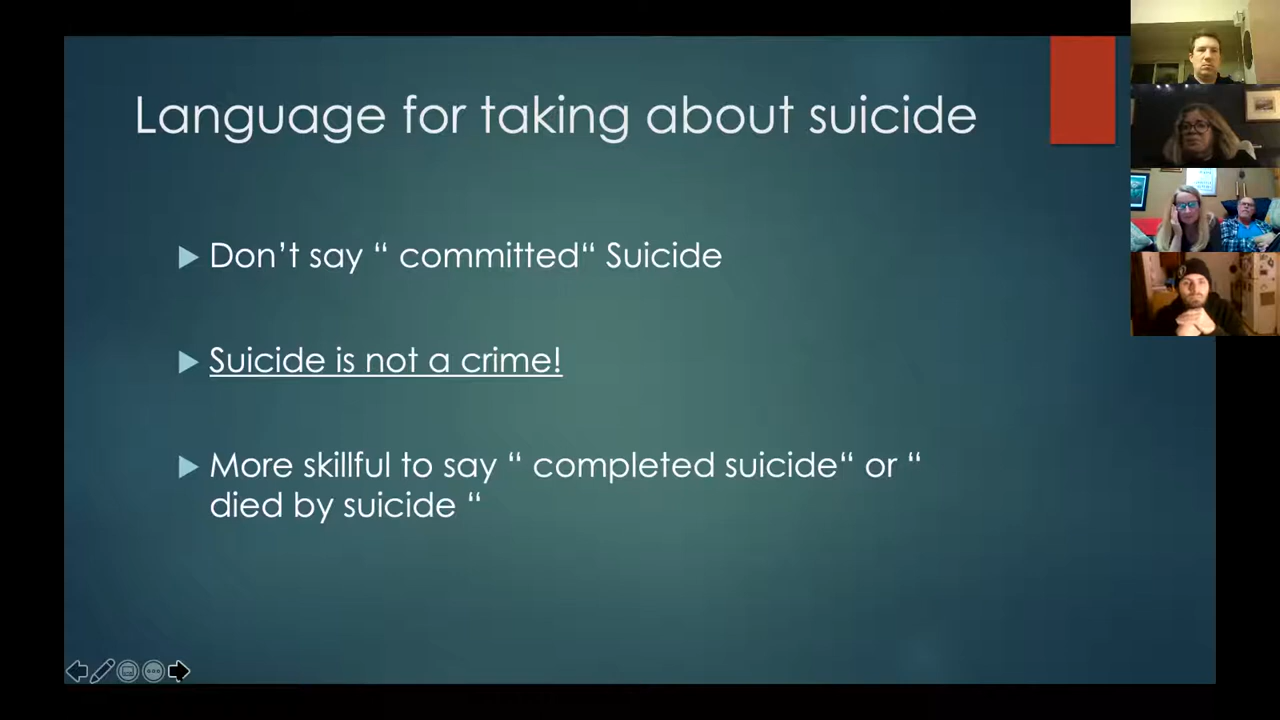 Language for taking about suicide
Don’t say “ committed“ Suicide
Suicide is not a crime!
More skillful to say “ completed suicide“ or “
died by suicide “